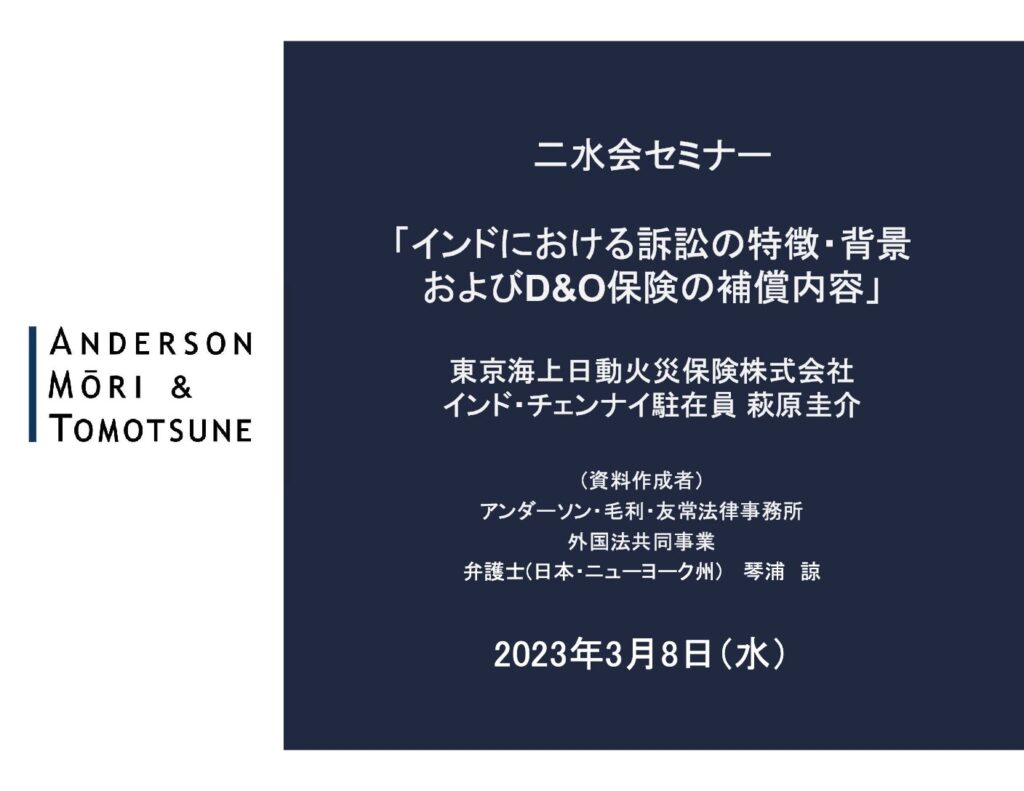 ANDERSON
MŌRI &
TOMOTSUNE
二水会セミナー
「インドにおける訴訟の特徴・背景
およびD&O保険の補償内容」
東京海上日動火災保険株式会社
インド・チェンナイ駐在員 萩原圭介
（資料作成者）
アンダーソン・毛利・友常法律事務所
外国法共同事業
弁護士(日本・ニューヨーク州)　琴浦　諒
2023年3月8日（水）